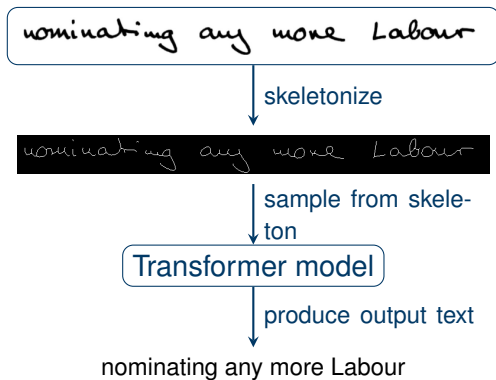 nominating any more Labour
skeletonize
nominating any more Labour
sample from skele-
ton
Transformer model
produce output text
nominating any more Labour